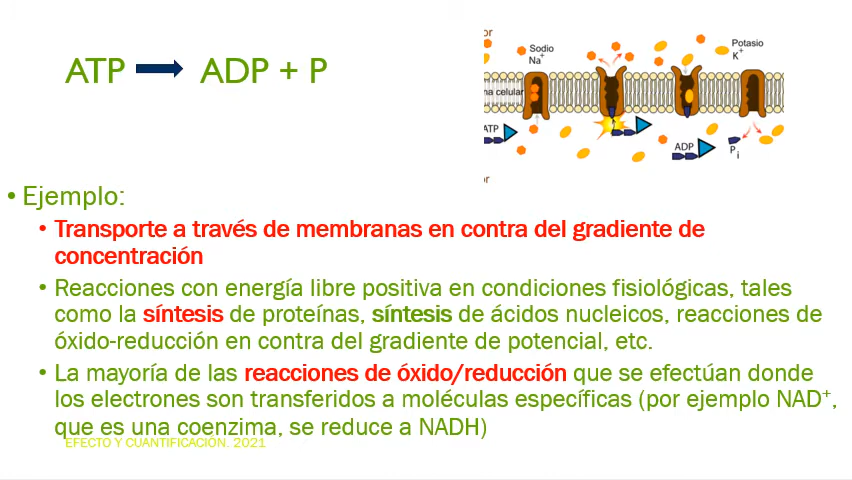 ATP ADP + P
or
Sodio
Na+
Potasio
K+
na celular
ATP
ADP
Pi
or
• Ejemplo:
• Transporte a través de membranas en contra del gradiente de
concentración
• Reacciones con energía libre positiva en condiciones fisiológicas, tales
como la síntesis de proteínas, síntesis de ácidos nucleicos, reacciones de
óxido-reducción en contra del gradiente de potencial, etc.
• La mayoría de las reacciones de óxido/reducción que se efectúan donde
los electrones son transferidos a moléculas específicas (por ejemplo NAD+,
que es una coenzima, se reduce a NADH)
EFECTO Y CUANTIFICACIÓN. 2021